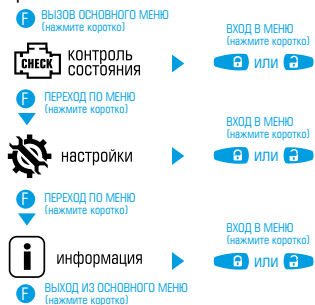 F ВЫЗОВ ОСНОВНОГО МЕНЮ
(нажмите коротко)
ВХОД В МЕНЮ
(нажмите коротко)
CHECK контроль
состояния
или
F ПЕРЕХОД ПО МЕНЮ
(нажмите коротко)
ВХОД В МЕНЮ
(нажмите коротко)
настройки
или
F ПЕРЕХОД ПО МЕНЮ
(нажмите коротко)
ВХОД В МЕНЮ
(нажмите коротко)
i информация
или
F ВЫХОД ИЗ ОСНОВНОГО МЕНЮ
(нажмите коротко)